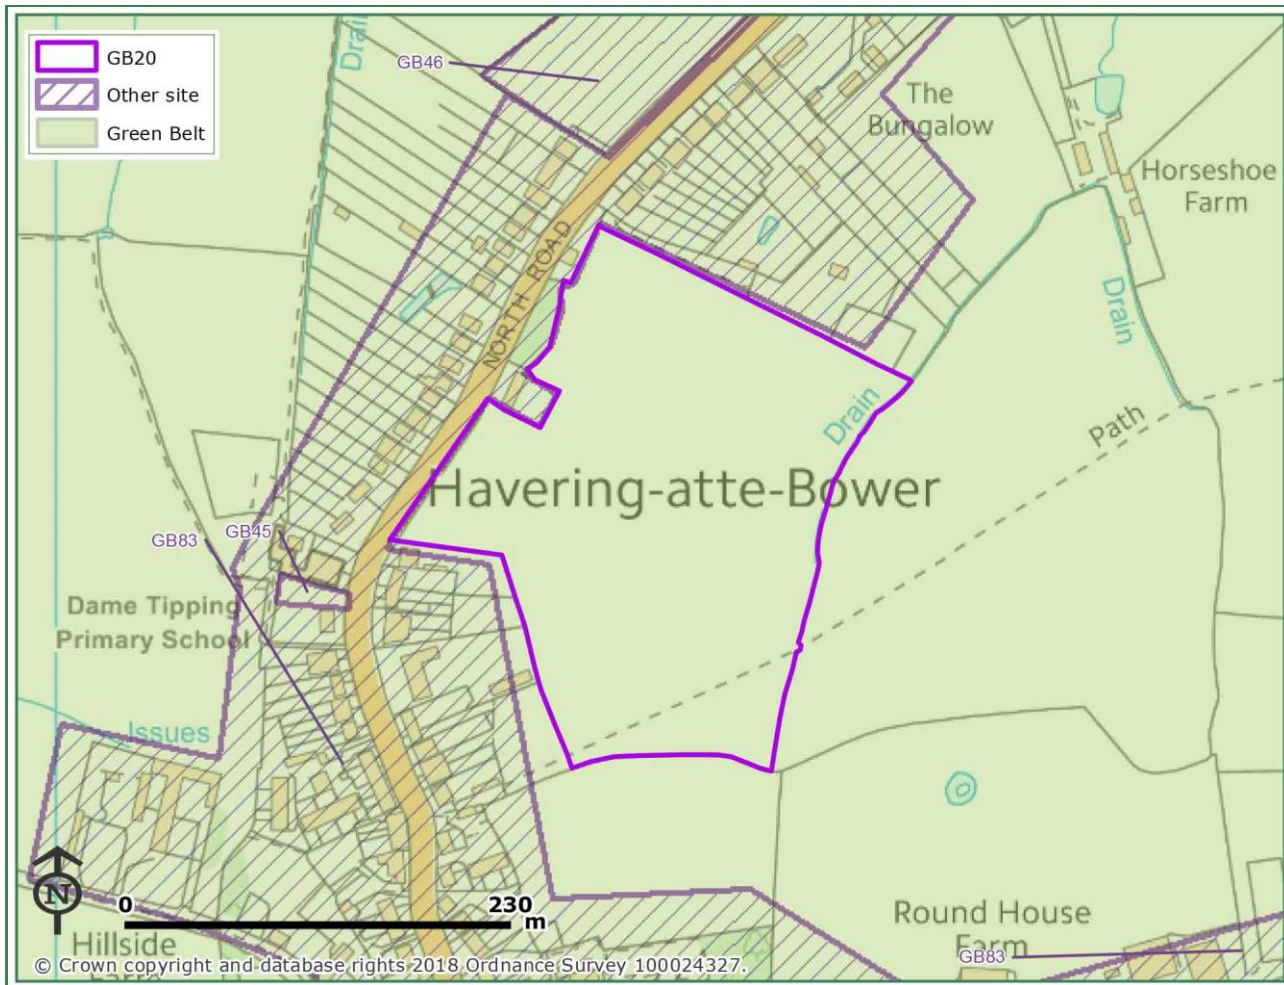 GB20
Other site
Green Belt
Drain
GB46
The
Bungalow
Horseshoe
Farm
NORTH ROAD
Drain
Drain
Path
Havering-atte-Bower
GB45
GB83
Dame Tipping
Primary School
Issues
N
0
230
m
Hillside
Round House
Farm
GB83
© Crown copyright and database rights 2018 Ordnance Survey 100024327.